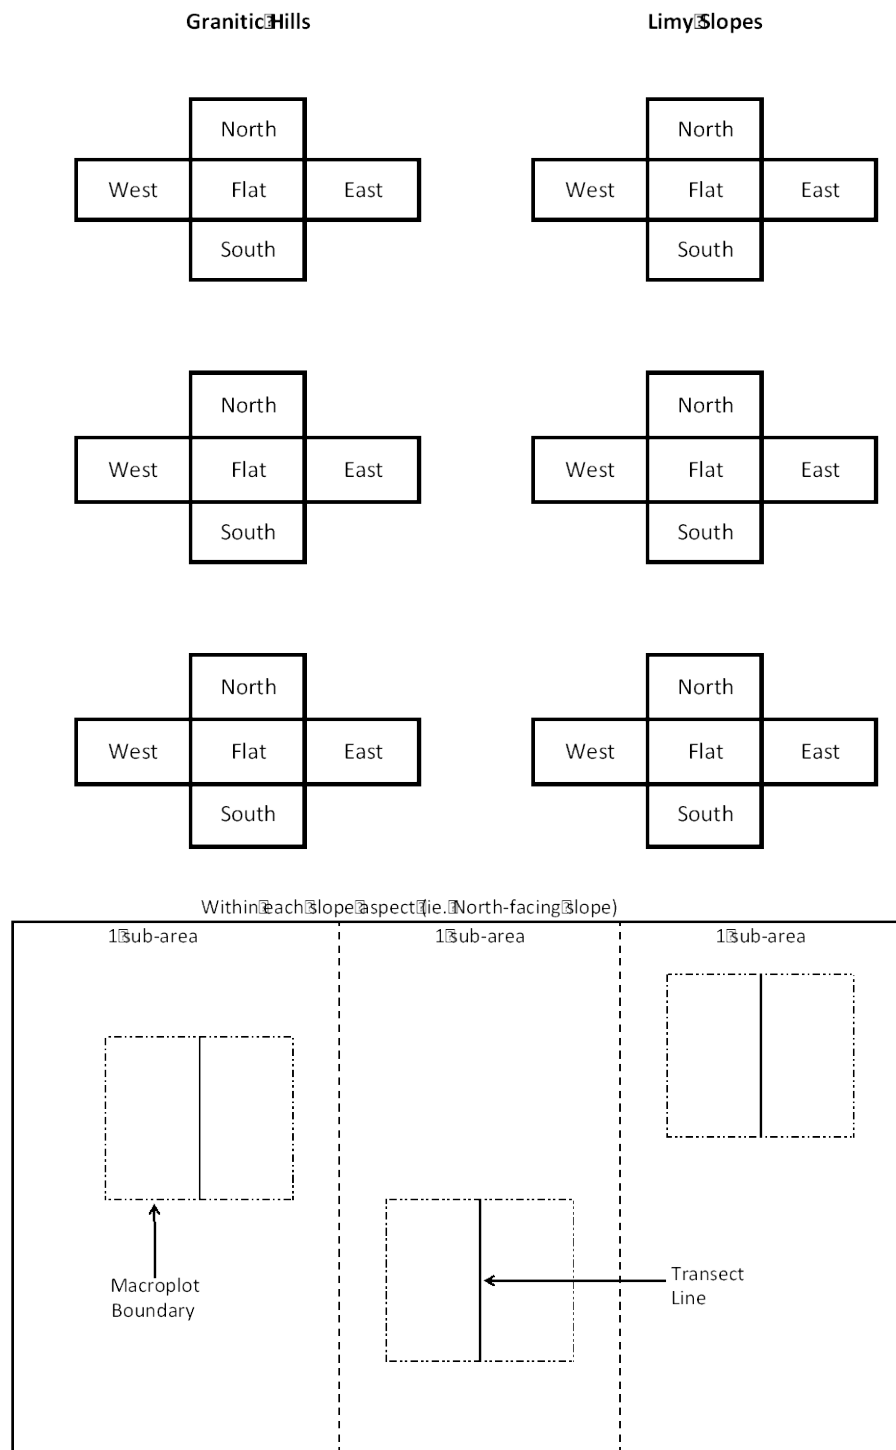 Granitic Hills
Limy Slopes
North
West Flat East
South
North
West Flat East
South
North
West Flat East
South
North
West Flat East
South
North
West Flat East
South
North
West Flat East
South
Within each slope aspect (ie. North-facing slope)
1 sub-area
1 sub-area
1 sub-area
Macroplot
Boundary
Transect
Line